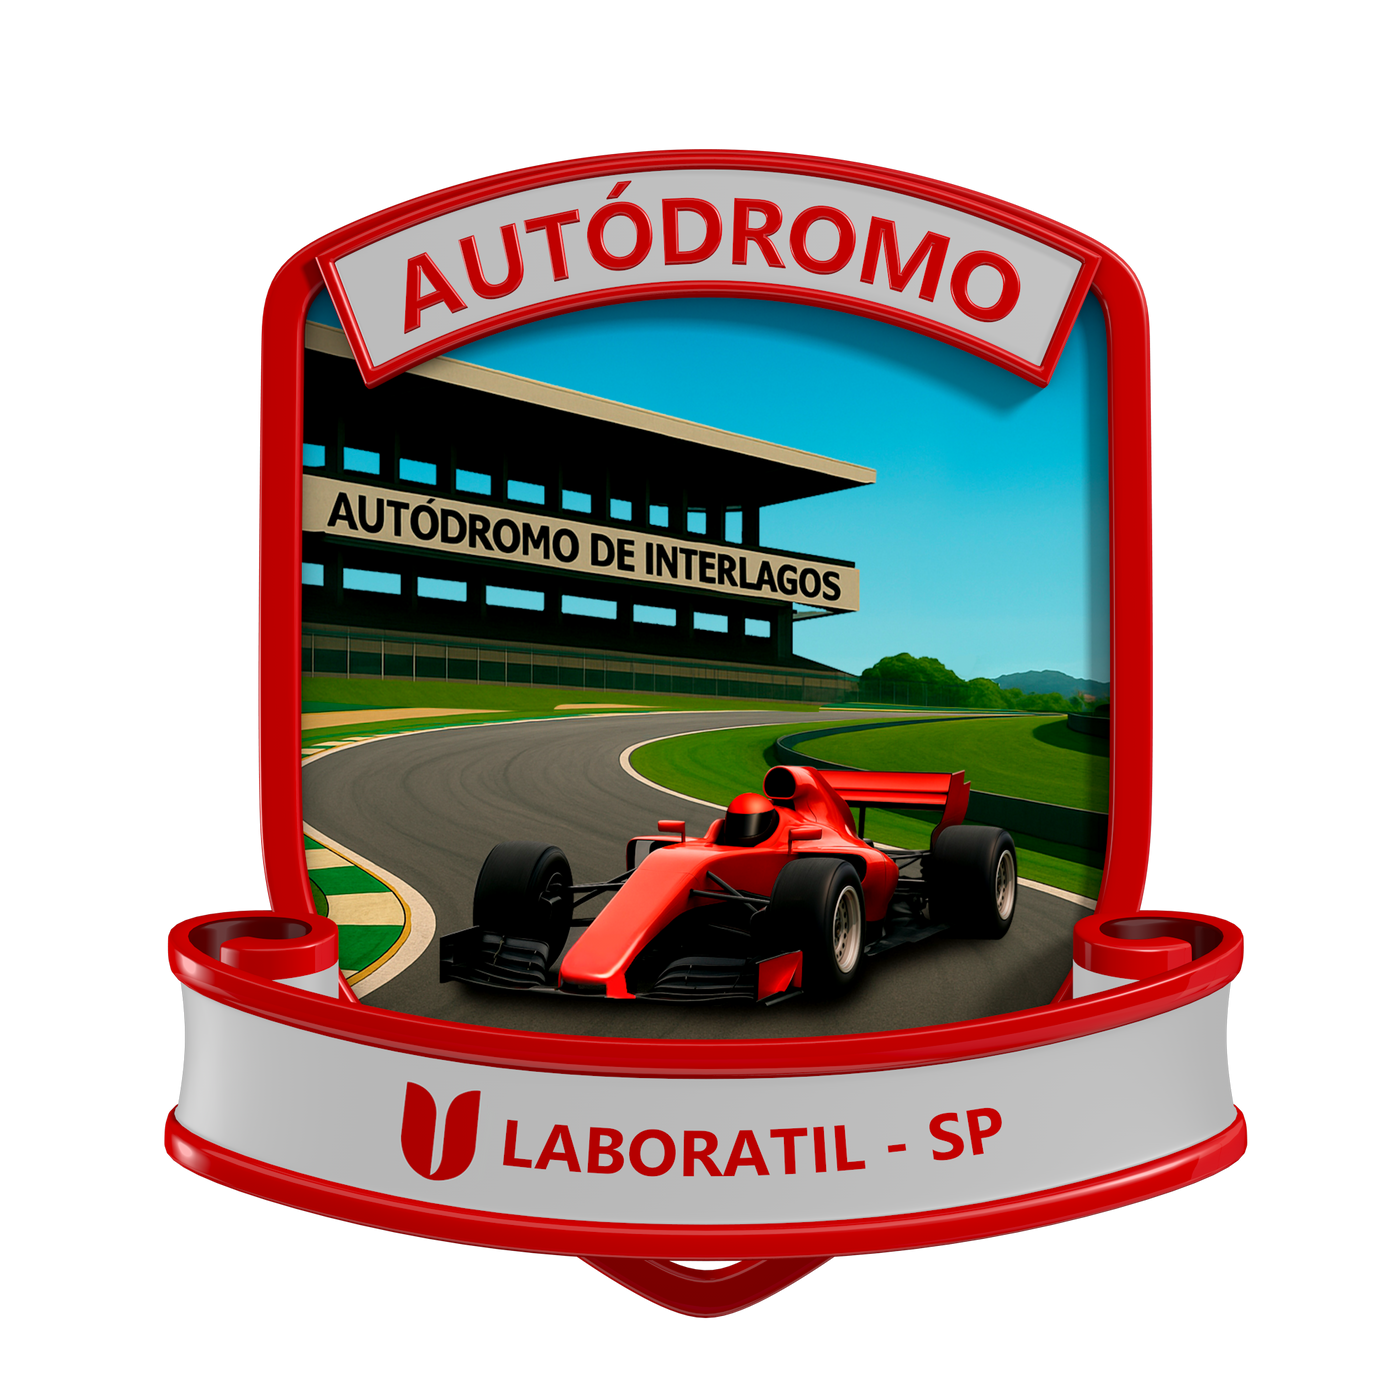 AUTÓDROMO
AUTÓDROMO DE INTERLAGOS
LABORATIL - SP